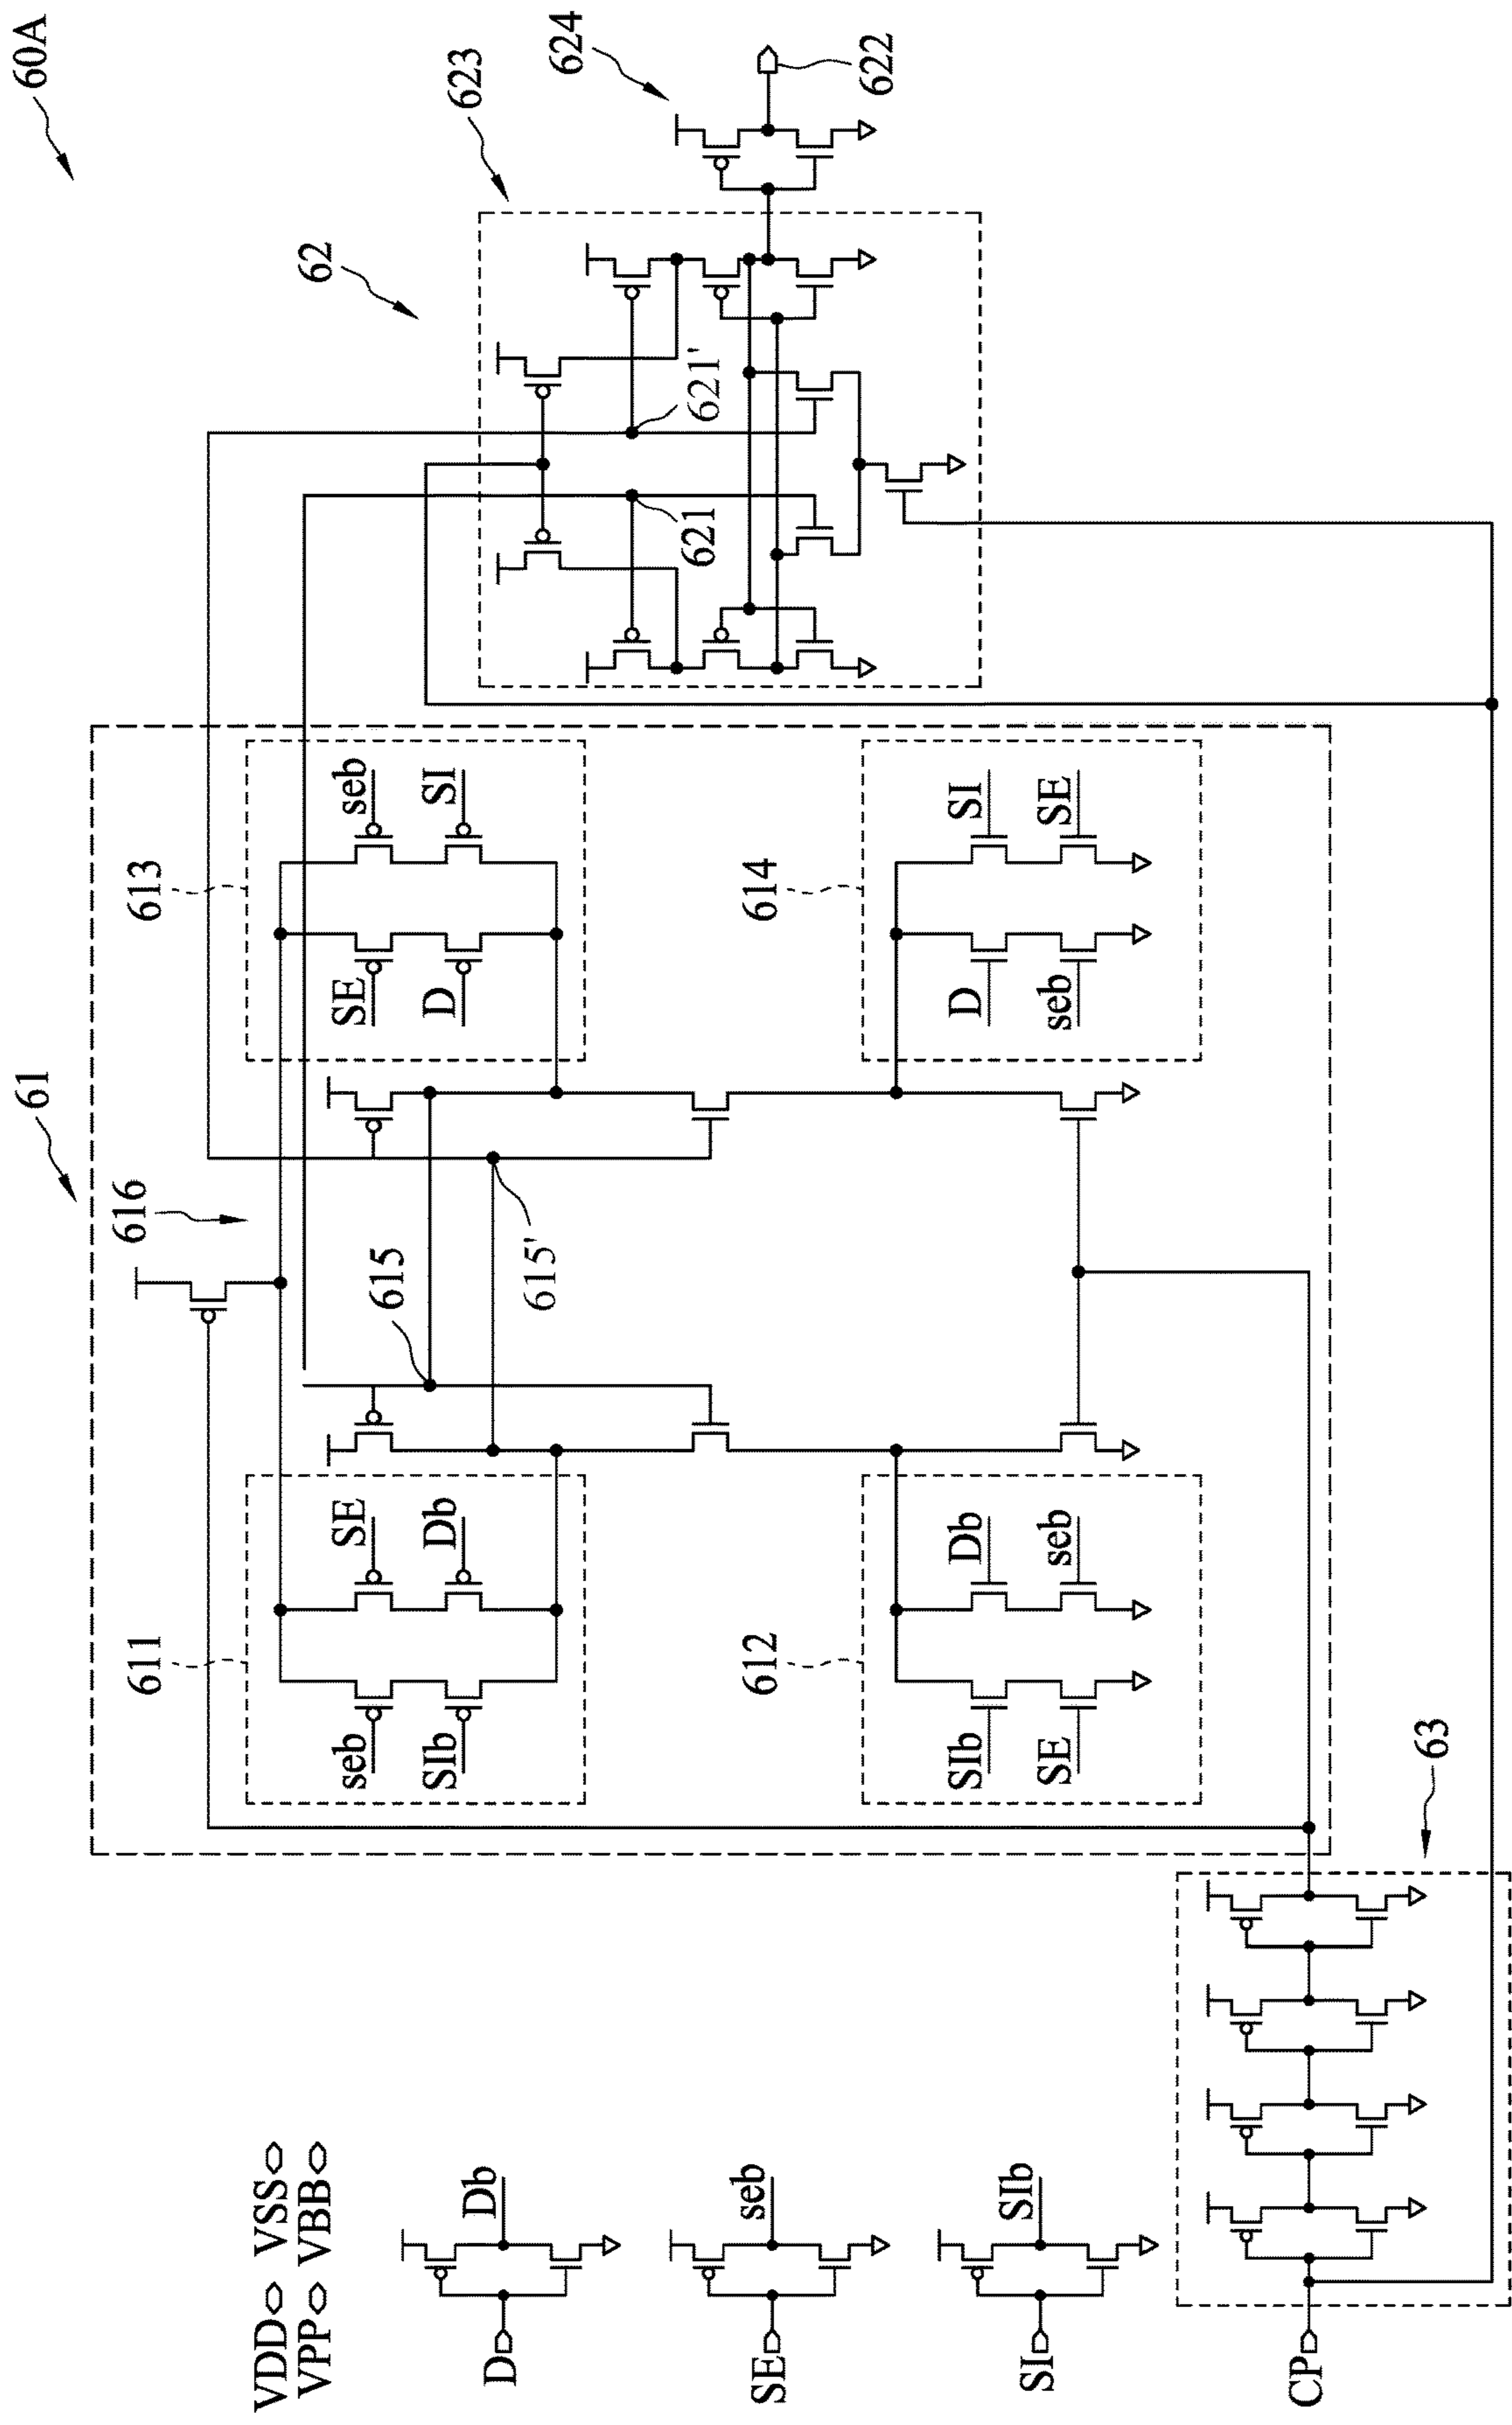 60A
VDD VSS
VPP VBB
D Db
SE seb
SI SIb
CP
63
61
616
611
seb SE
SIb Db
612
SIb Db
SE seb
615
615'
613
SE seb
D SI
614
D SI
seb SE
62
623
621
621'
624
622